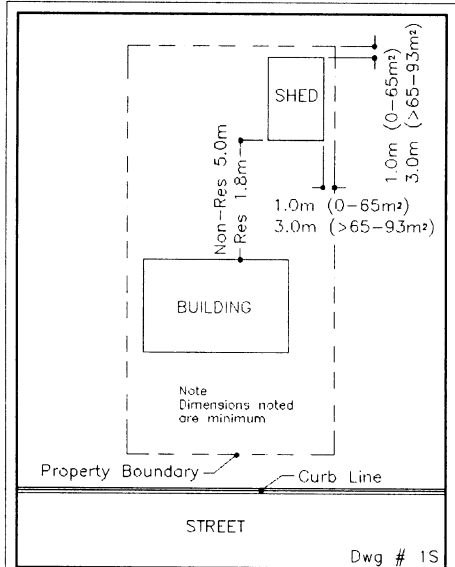 SHED
1.0m (0-65m²)
3.0m (>65-93m²)
Non-Res 5.0m
Res 1.8m
1.0m (0-65m²)
3.0m (>65-93m²)
BUILDING
Note
Dimensions noted
are minimum
Property Boundary
Curb Line
STREET
Dwg # 1S